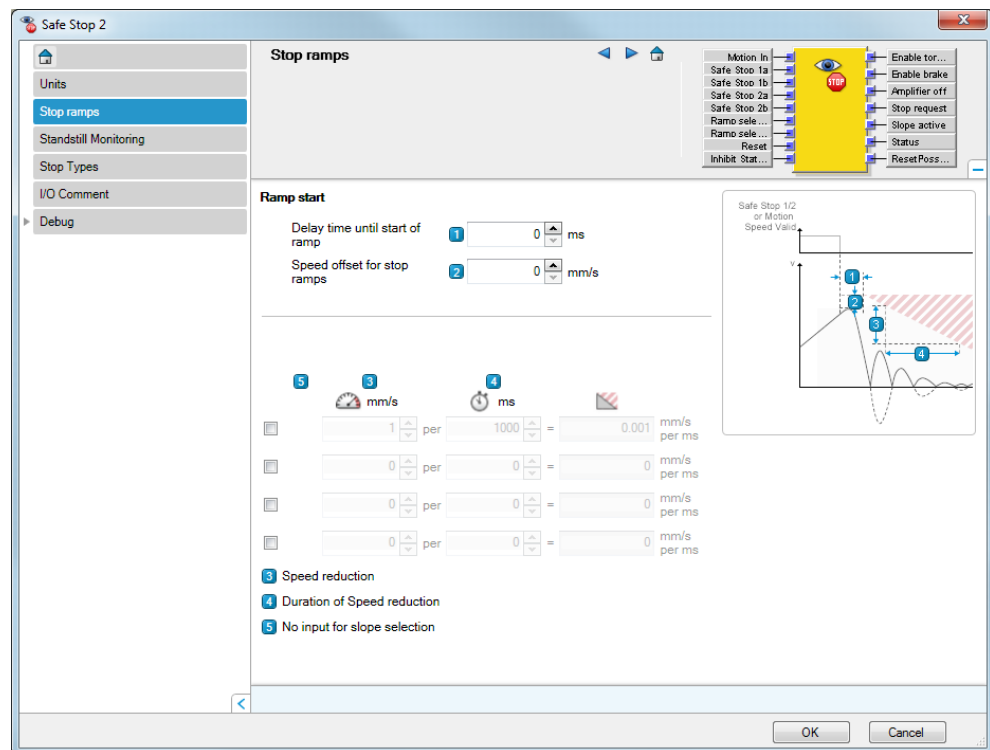 Safe Stop 2
Units
Stop ramps
Standstill Monitoring
Stop Types
I/O Comment
Debug
Stop ramps
Motion In
Safe Stop 1a
Safe Stop 1b
Safe Stop 2a
Safe Stop 2b
Ramp sele...
Ramp sele...
Reset
Inhibit Stat...
STOP
Enable tor...
Enable brake
Amplifier off
Stop request
Slope active
Status
Reset Poss...
Ramp start
Delay time until start of
ramp
1 0 ms
Speed offset for stop
ramps
2 0 mm/s
5 3 4
mm/s ms
1 per 1000 = 0.001 mm/s
per ms
0 per 0 = 0 mm/s
per ms
0 per 0 = 0 mm/s
per ms
0 per 0 = 0 mm/s
per ms
3 Speed reduction
4 Duration of Speed reduction
5 No input for slope selection
Safe Stop 1/2
or Motion
Speed Valid
v
1
2
3
4
OK Cancel